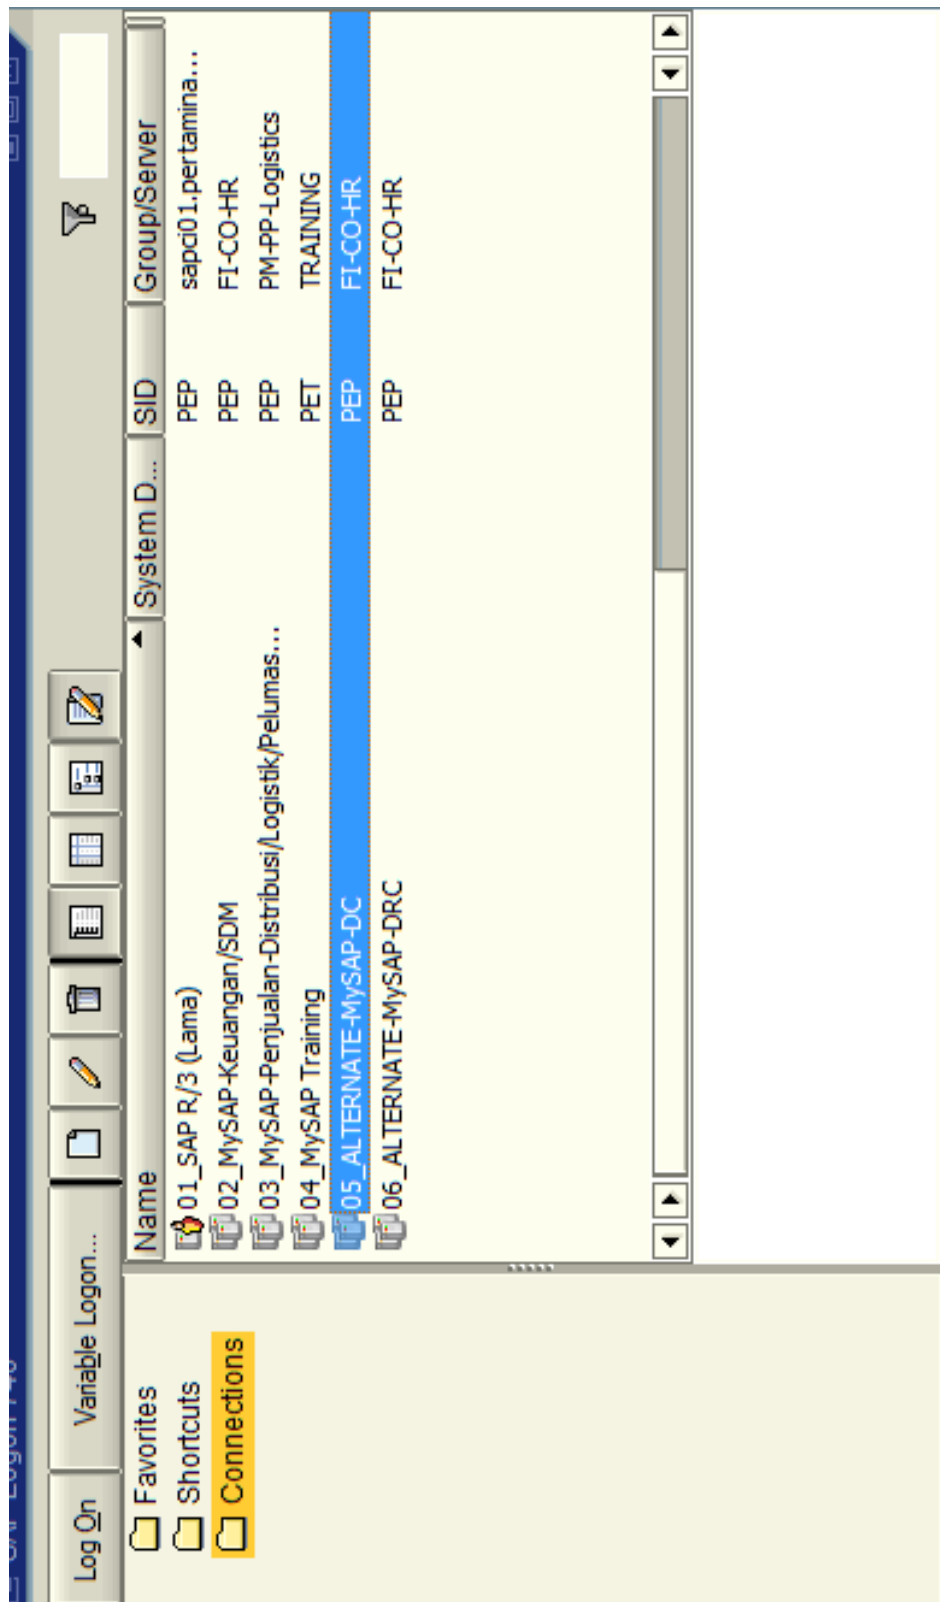 Log On Variable Logon...
Favorites
Shortcuts
Connections
Name System D... SID Group/Server
01_SAP R/3 (Lama) PEP sapci01.pertamina...
02_MySAP-Keuangan/SDM PEP FI-CO-HR
03_MySAP-Penjualan-Distribusi/Logistik/Pelumas... PEP PM-PP-Logistics
04_MySAP Training PET TRAINING
05_ALTERNATE-MySAP-DC PEP FI-CO-HR
06_ALTERNATE-MySAP-DRC PEP FI-CO-HR